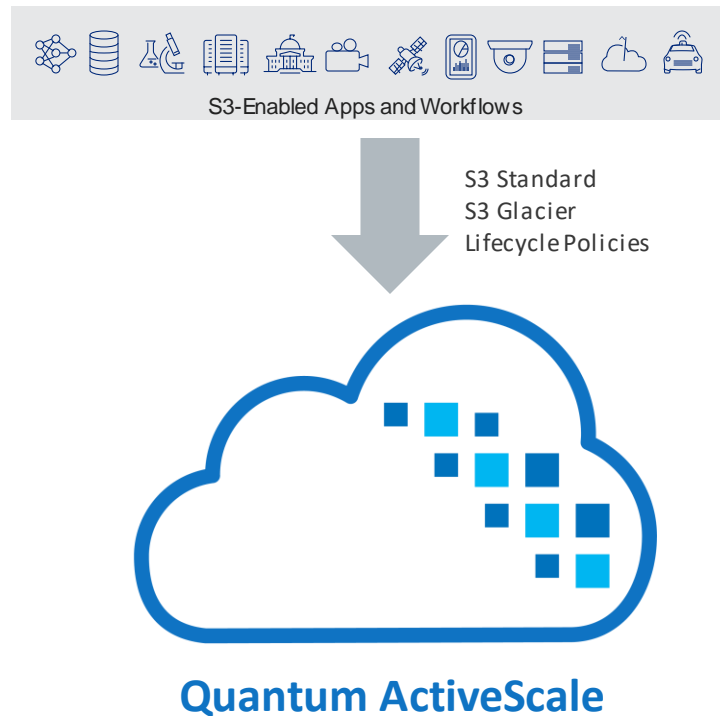 S3-Enabled Apps and Workflows
S3 Standard
S3 Glacier
Lifecycle Policies
Quantum ActiveScale